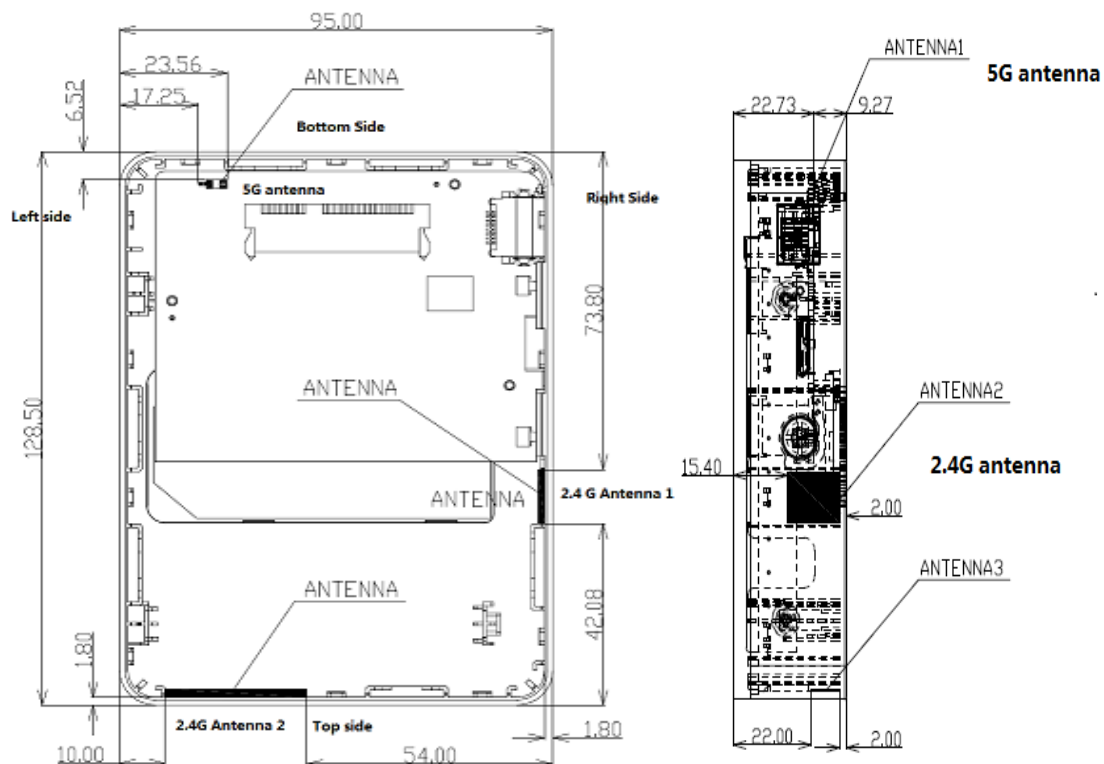 95.00
23.56
ANTENNA
17.25
6.52
Bottom Side
5G antenna
Left side
Right Side
73.80
128.50
ANTENNA
ANTENNA
2.4 G Antenna 1
ANTENNA
42.08
1.80
2.4G Antenna 2
Top side
10.00
54.00
1.80
ANTENNA1
5G antenna
22.73
9.27
ANTENNA2
15.40
2.4G antenna
2.00
ANTENNA3
22.00
2.00